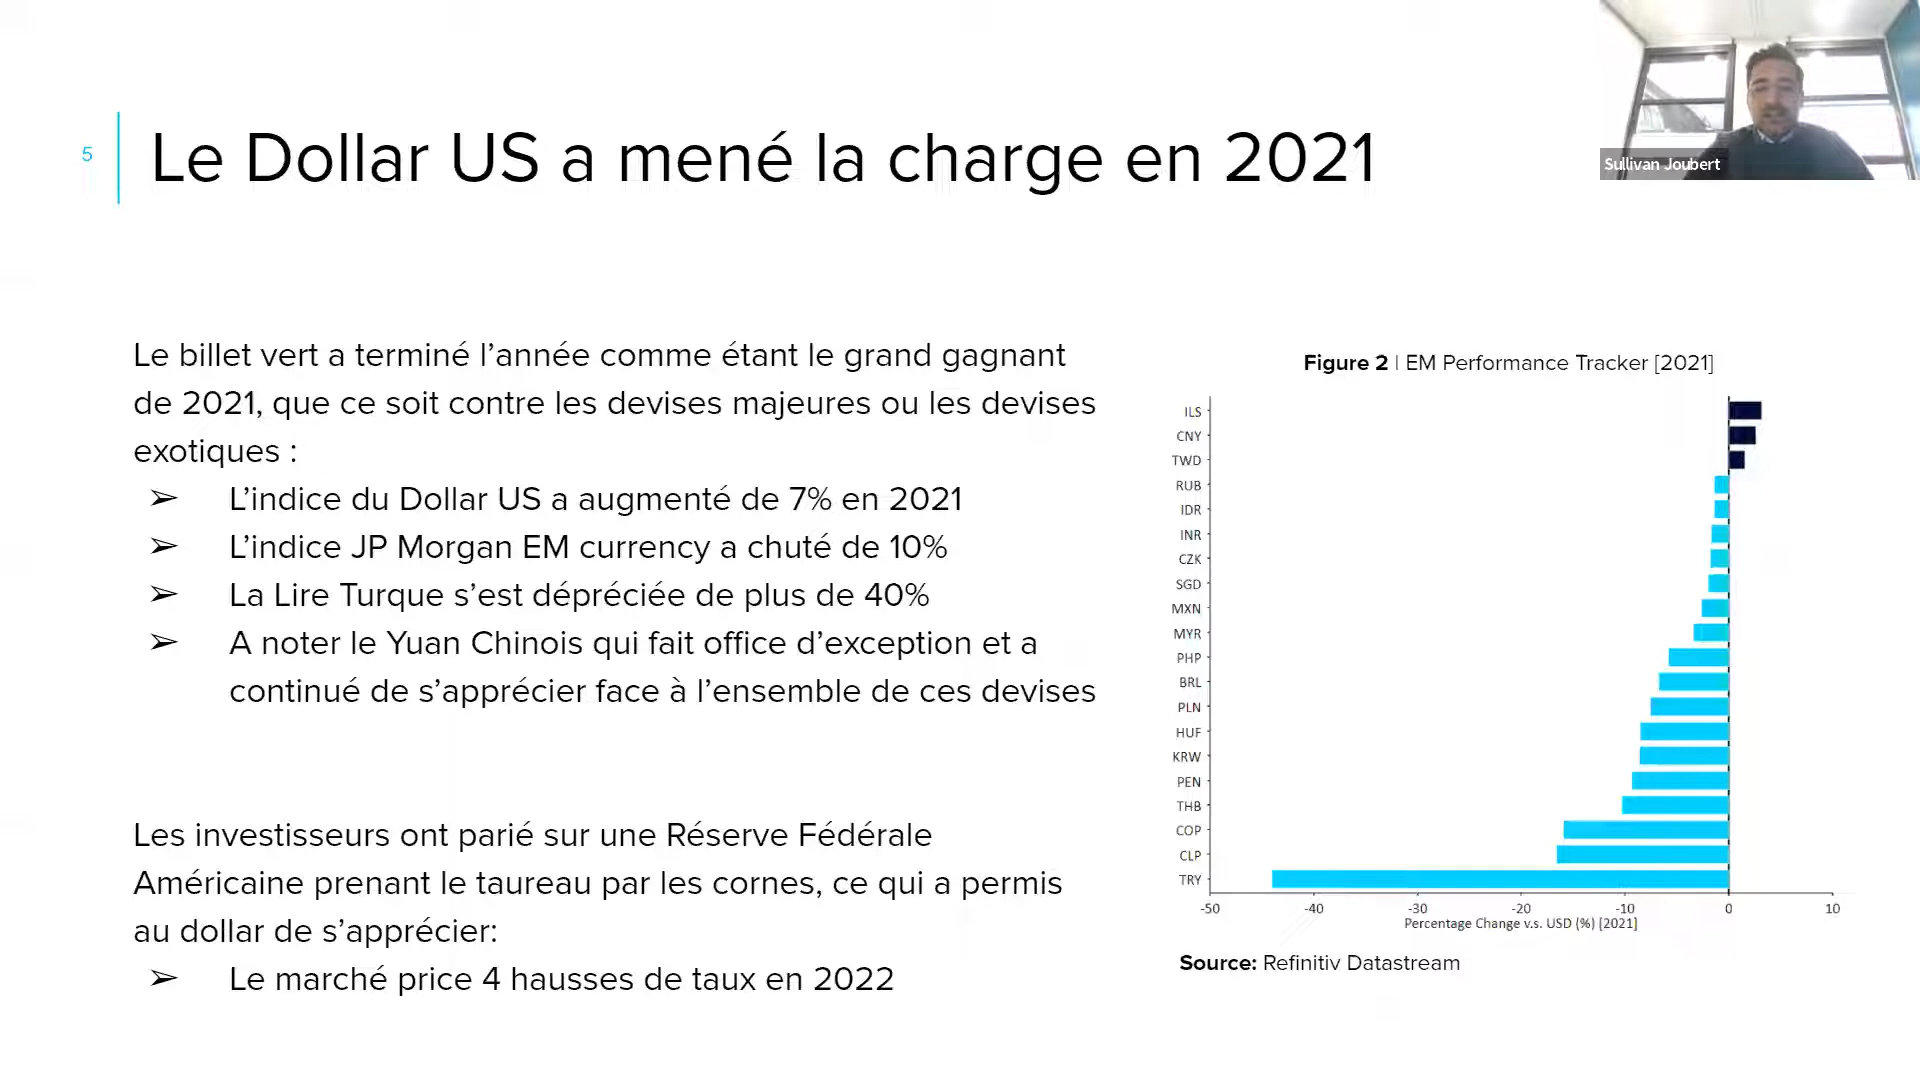 Sullivan Joubert
5
Le Dollar US a mené la charge en 2021
Le billet vert a terminé l’année comme étant le grand gagnant
de 2021, que ce soit contre les devises majeures ou les devises
exotiques :
➢ L’indice du Dollar US a augmenté de 7% en 2021
➢ L’indice JP Morgan EM currency a chuté de 10%
➢ La Lire Turque s’est dépréciée de plus de 40%
➢ A noter le Yuan Chinois qui fait office d’exception et a
continué de s’apprécier face à l’ensemble de ces devises
Les investisseurs ont parié sur une Réserve Fédérale
Américaine prenant le taureau par les cornes, ce qui a permis
au dollar de s’apprécier:
➢ Le marché price 4 hausses de taux en 2022
Figure 2 | EM Performance Tracker [2021]
ILS
CNY
TWD
RUB
IDR
INR
CZK
SGD
MXN
MYR
PHP
BRL
PLN
HUF
KRW
PEN
THB
COP
CLP
TRY
-50 -40 -30 -20 -10 0 10
Percentage Change v.s. USD (%) [2021]
Source: Refinitiv Datastream